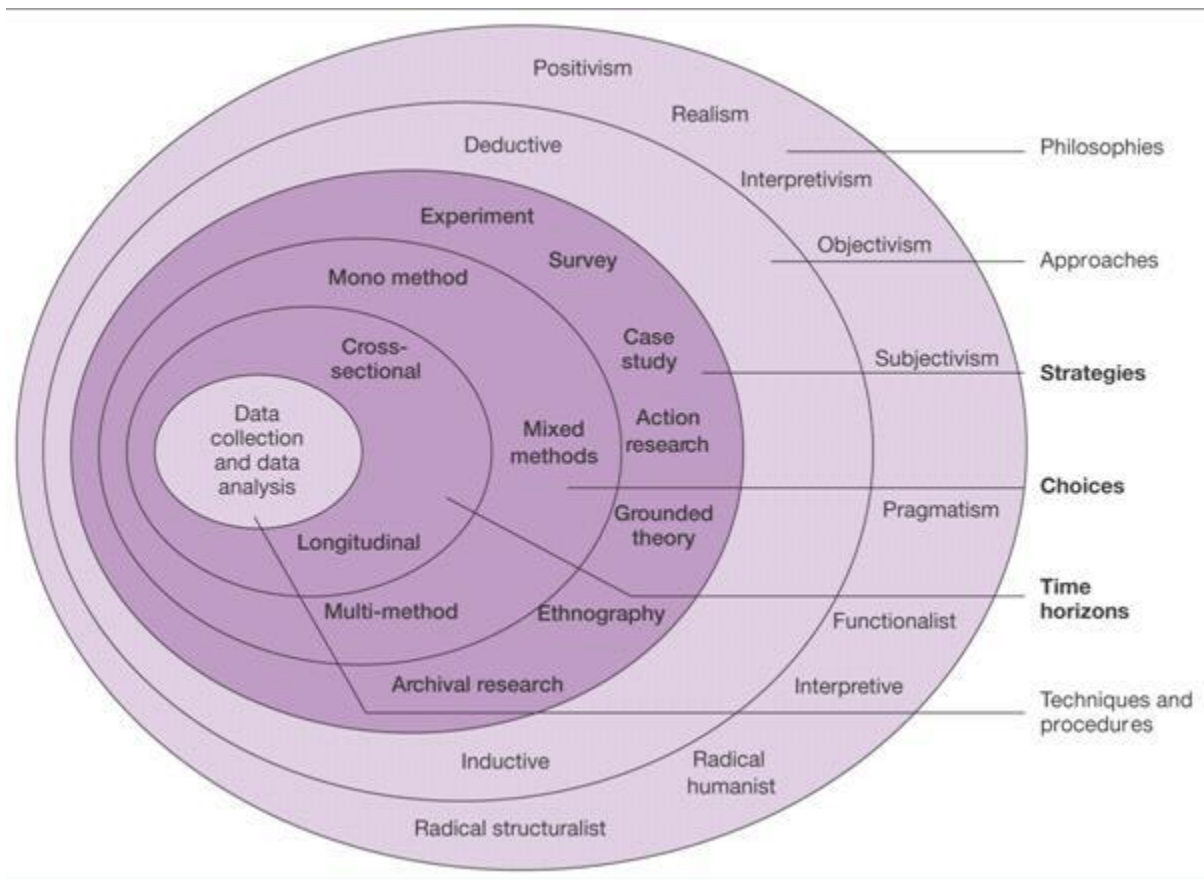 Positivism
Realism
Deductive
Philosophies
Interpretivism
Experiment
Objectivism
Survey
Approaches
Mono method
Case
study
Cross-
sectional
Subjectivism
Strategies
Data
collection
and data
analysis
Mixed
methods
Action
research
Choices
Pragmatism
Grounded
theory
Longitudinal
Time
horizons
Multi-method
Ethnography
Functionalist
Archival research
Interpretive
Techniques and
procedures
Inductive
Radical
humanist
Radical structuralist